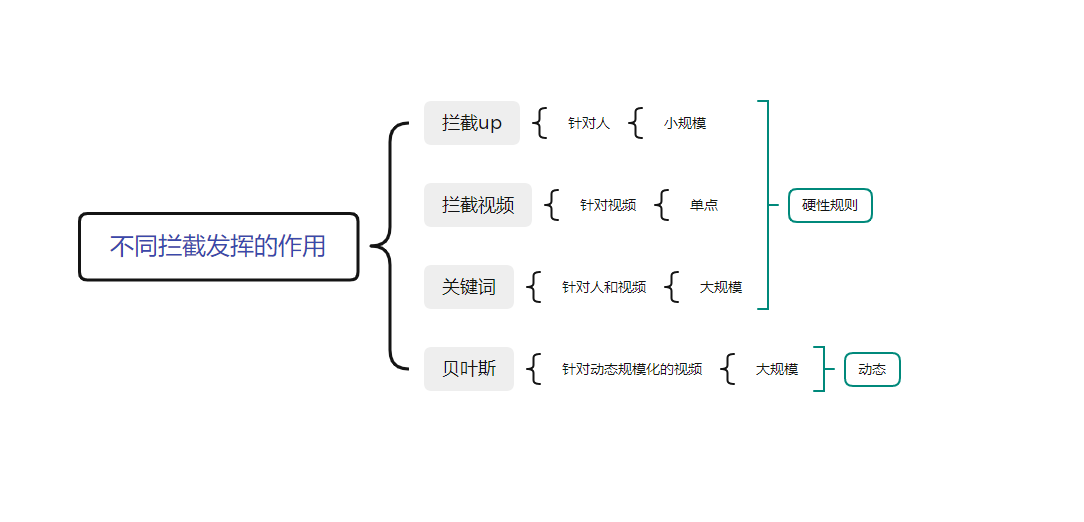 拦截up
针对人
小规模
拦截视频
针对视频
单点
硬性规则
不同拦截发挥的作用
关键词
针对人和视频
大规模
贝叶斯
针对动态规模化的视频
大规模
动态